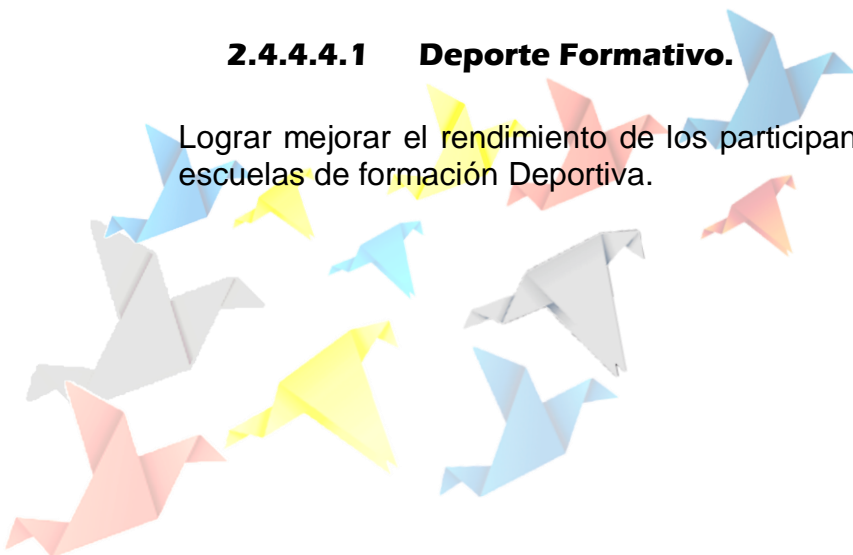 2.4.4.4.1 Deporte Formativo.
Lograr mejorar el rendimiento de los participan
escuelas de formación Deportiva.